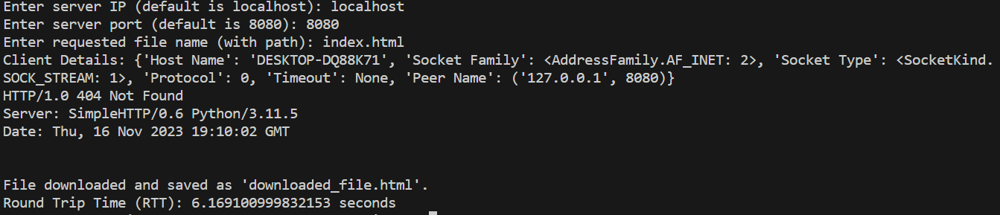 Enter server IP (default is localhost): localhost
Enter server port (default is 8080): 8080
Enter requested file name (with path): index.html
Client Details: {'Host Name': 'DESKTOP-DQ88K71', 'Socket Family': <AddressFamily.AF_INET: 2>, 'Socket Type': <SocketKind.
SOCK_STREAM: 1>, 'Protocol': 0, 'Timeout': None, 'Peer Name': ('127.0.0.1', 8080)}
HTTP/1.0 404 Not Found
Server: SimpleHTTP/0.6 Python/3.11.5
Date: Thu, 16 Nov 2023 19:10:02 GMT
File downloaded and saved as 'downloaded_file.html'.
Round Trip Time (RTT): 6.169100999832153 seconds